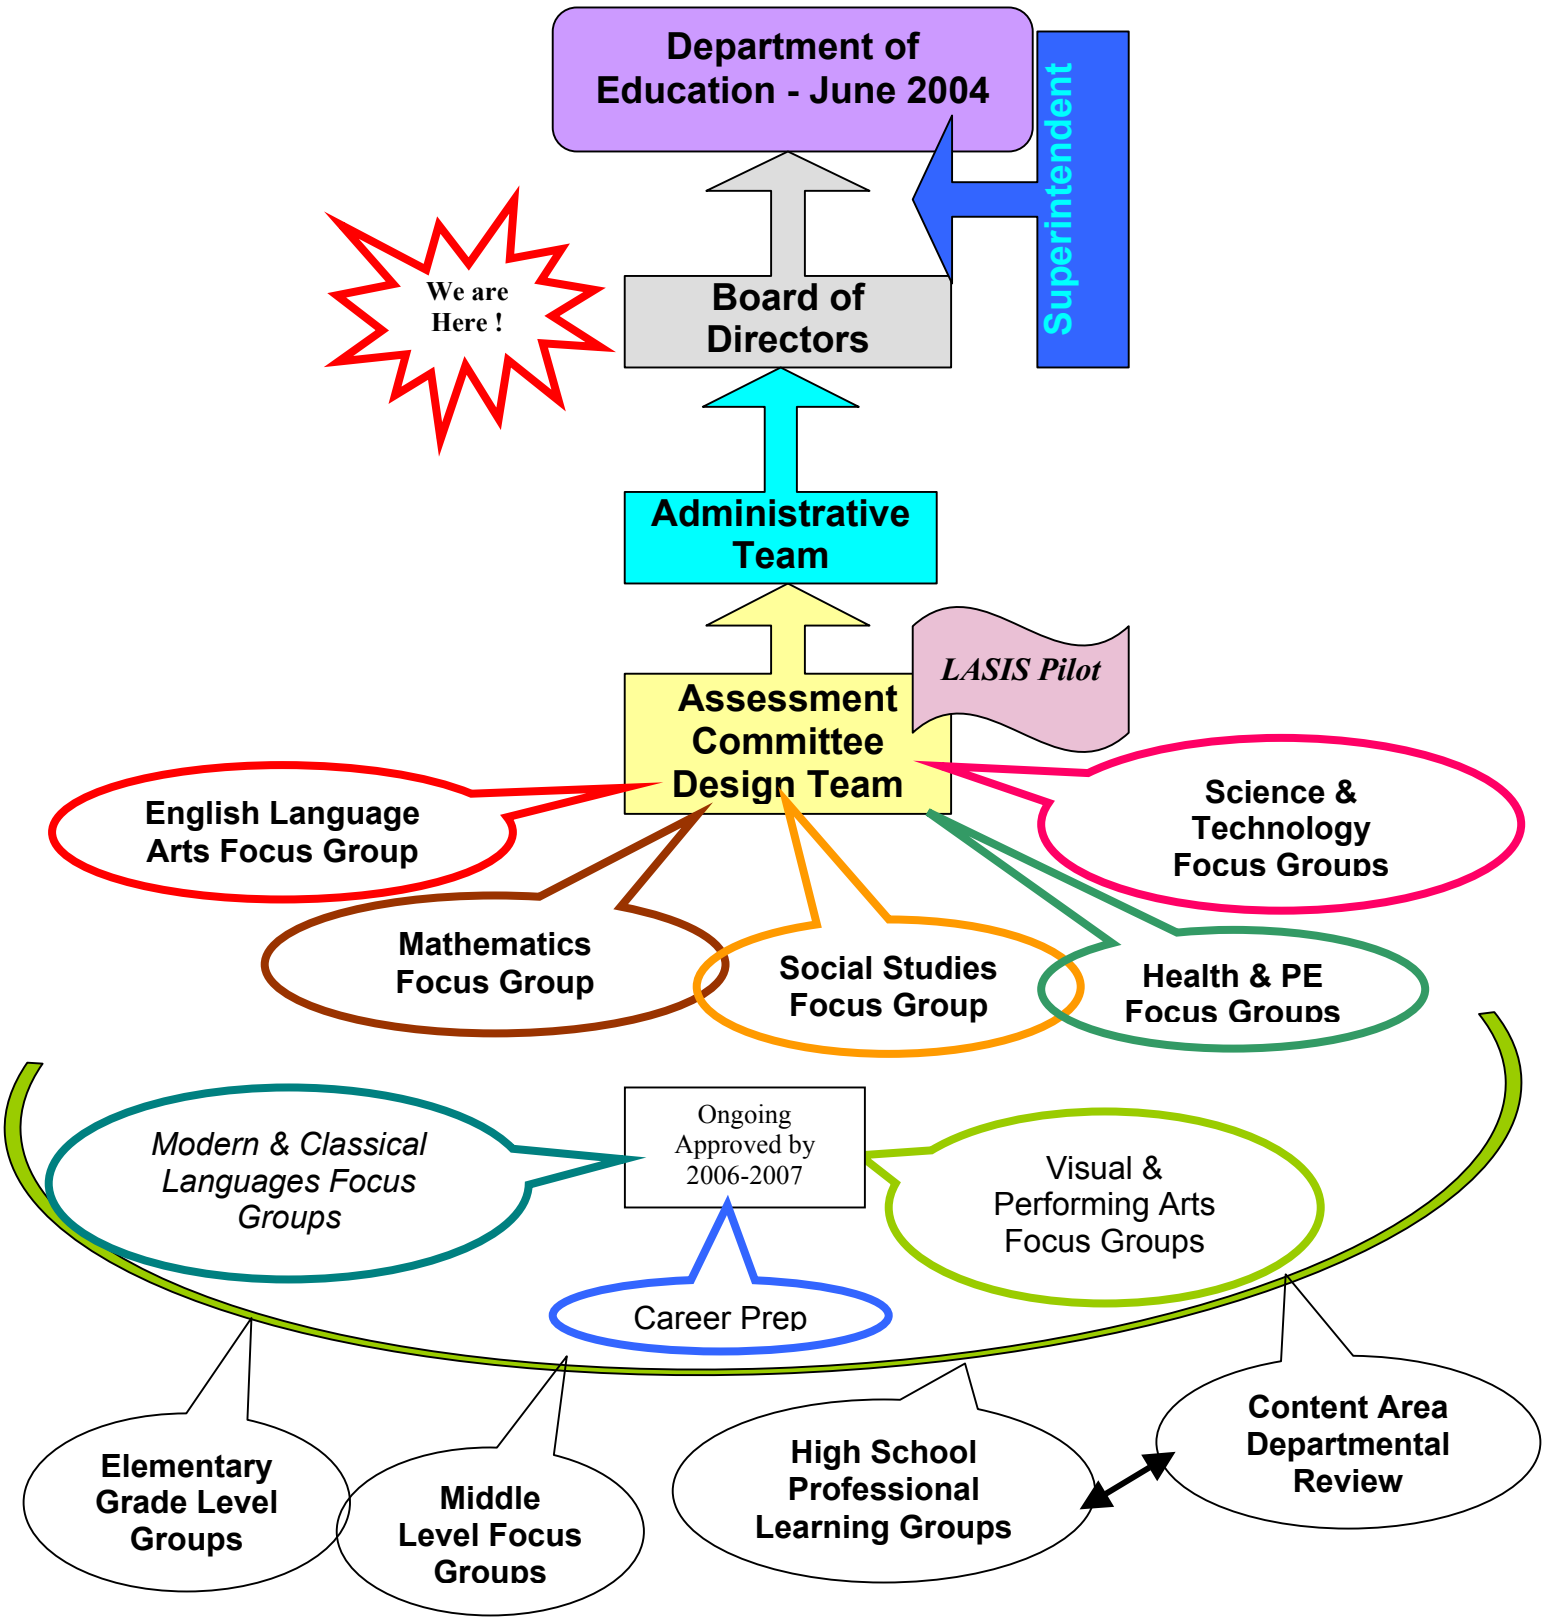 Department of
Education - June 2004
Superintendent
We are
Here !
Board of
Directors
Administrative
Team
LASIS Pilot
Assessment
Committee
Design Team
English Language
Arts Focus Group
Science &
Technology
Focus Groups
Mathematics
Focus Group
Social Studies
Focus Group
Health & PE
Focus Groups
Modern & Classical
Languages Focus
Groups
Ongoing
Approved by
2006-2007
Visual &
Performing Arts
Focus Groups
Career Prep
Elementary
Grade Level
Groups
Middle
Level Focus
Groups
High School
Professional
Learning Groups
Content Area
Departmental
Review